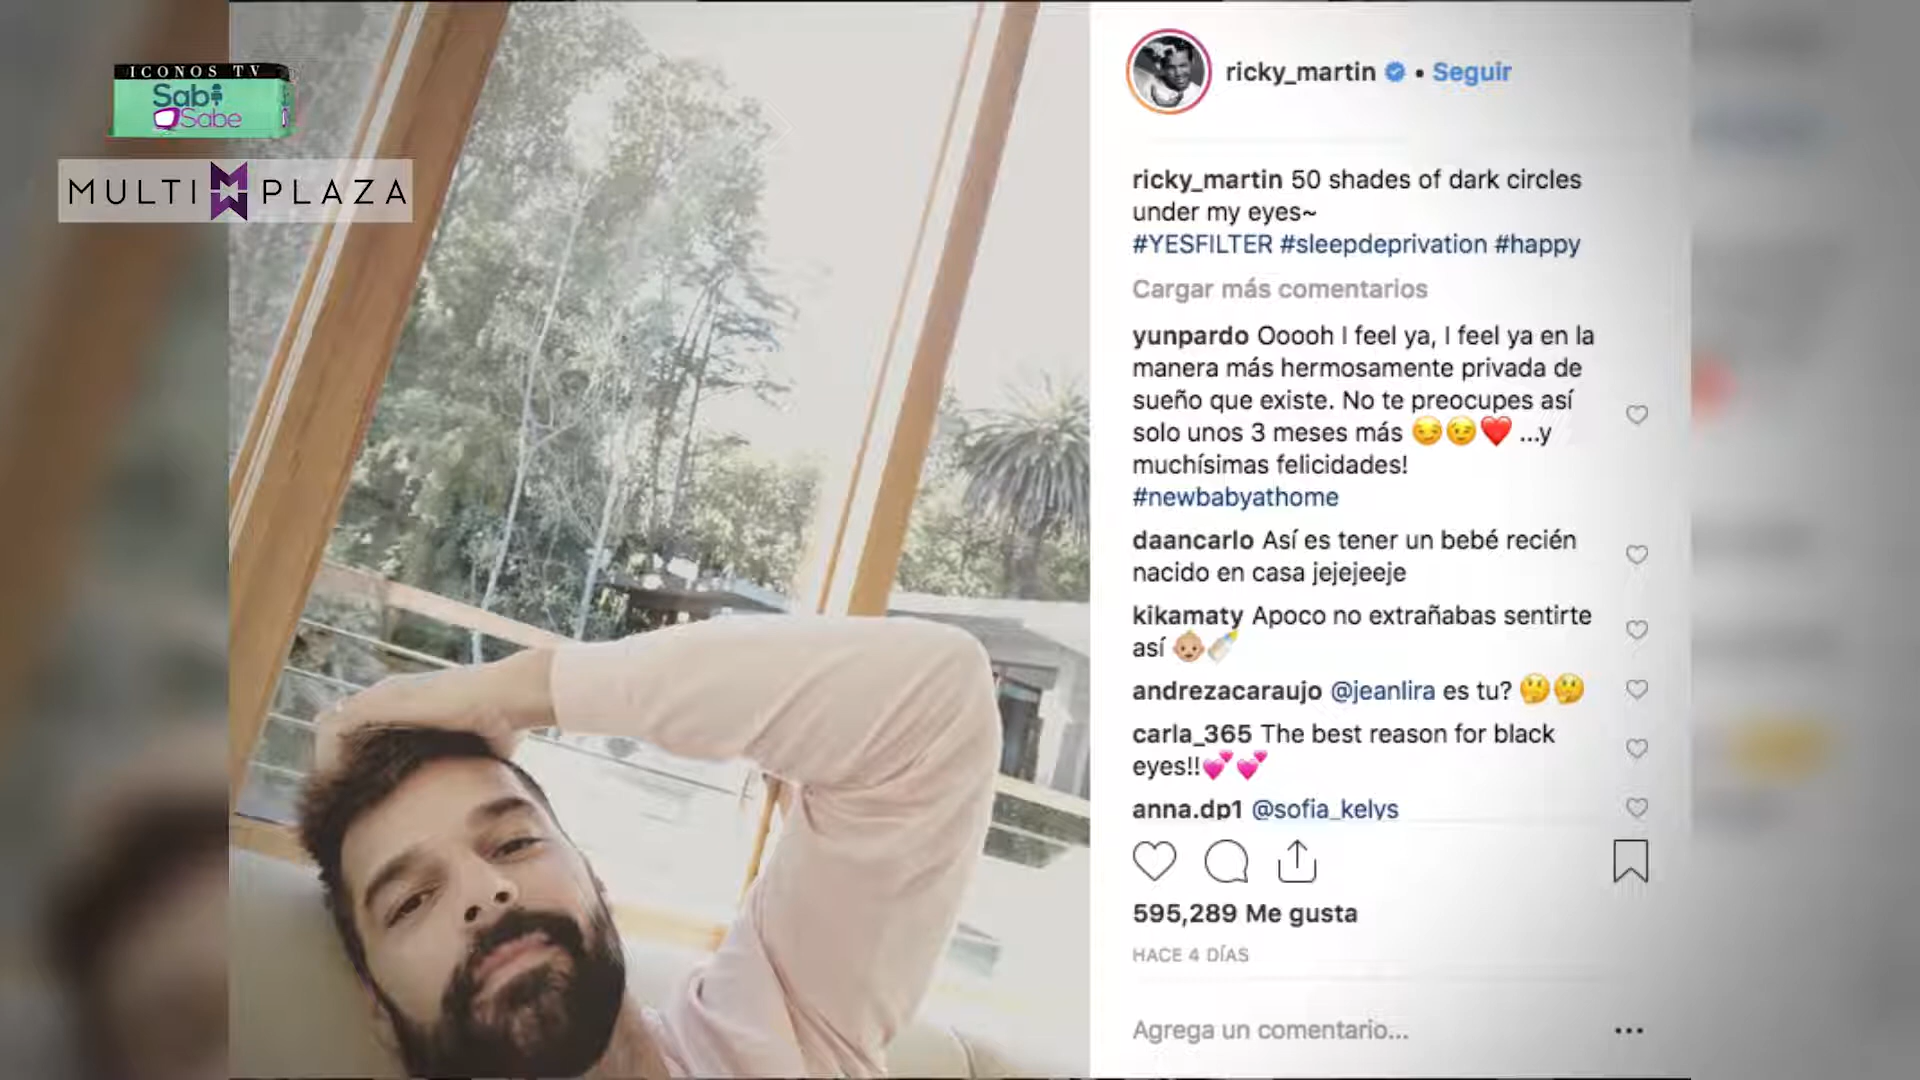 ICONOS TV
Sabi
Sabe
MULTI PLAZA
ricky_martin • Seguir
ricky_martin 50 shades of dark circles
under my eyes~
#YESFILTER #sleepdeprivation #happy
Cargar más comentarios
yunpardo Ooooh I feel ya, I feel ya en la
manera más hermosamente privada de
sueño que existe. No te preocupes así
solo unos 3 meses más 😏😉❤️ ...y
muchísimas felicidades!
#newbabyathome
daancarlo Así es tener un bebé recién
nacido en casa jejejeeje
kikamaty Apoco no extrañabas sentirte
así 👶🏼🍼
andrezacaraujo @jeanlira es tu? 🤔🤔
carla_365 The best reason for black
eyes!!💕💕
anna.dp1 @sofia_kelys
595,289 Me gusta
HACE 4 DÍAS
Agrega un comentario...